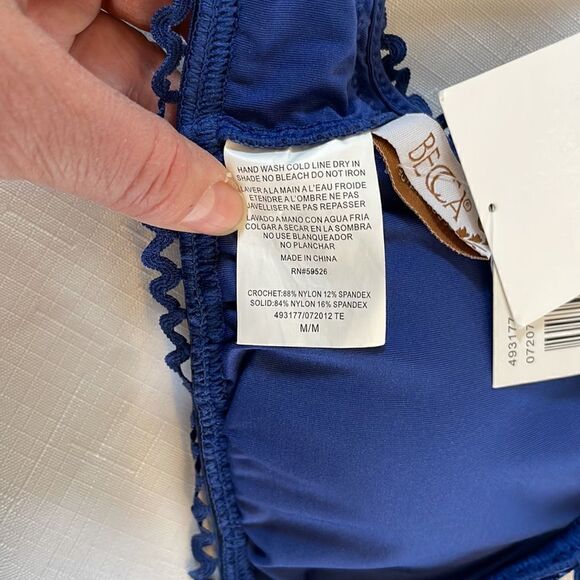 HAND WASH COLD LINE DRY IN
SHADE NO BLEACH DO NOT IRON
LAVER A LA MAIN A L'EAU FROIDE
ETENDRE A L'OMBRE NE PAS
JAVELLISER NE PAS REPASSER
LAVADO A MANO CON AGUA FRIA
COLGAR A SECAR EN LA SOMBRA
NO USE BLANQUEADOR
NO PLANCHAR
MADE IN CHINA
RN#59526
CROCHET:88% NYLON 12% SPANDEX
SOLID:84% NYLON 16% SPANDEX
493177/072012 TE
M/M
BECCA®
493177
07207